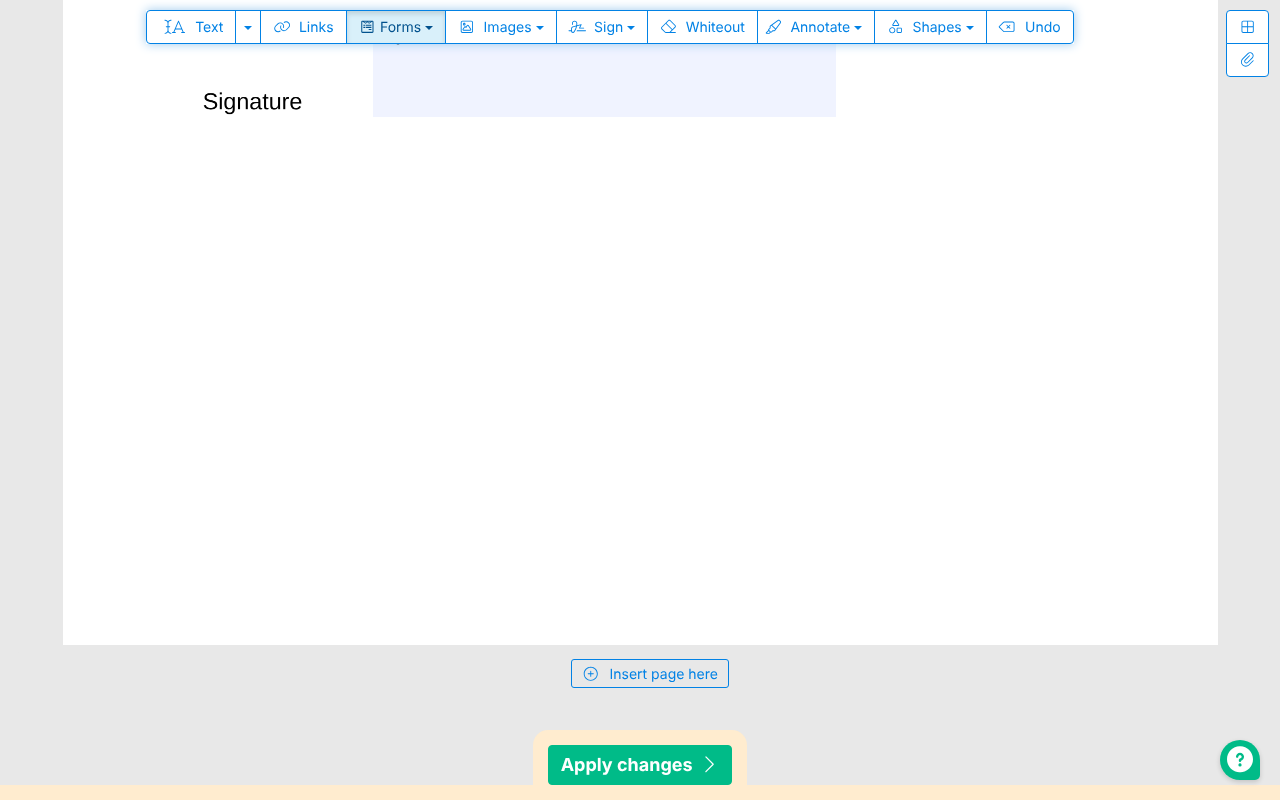 Text
Links
Forms
Images
Sign
Whiteout
Annotate
Shapes
Undo
Signature
Insert page here
Apply changes
?